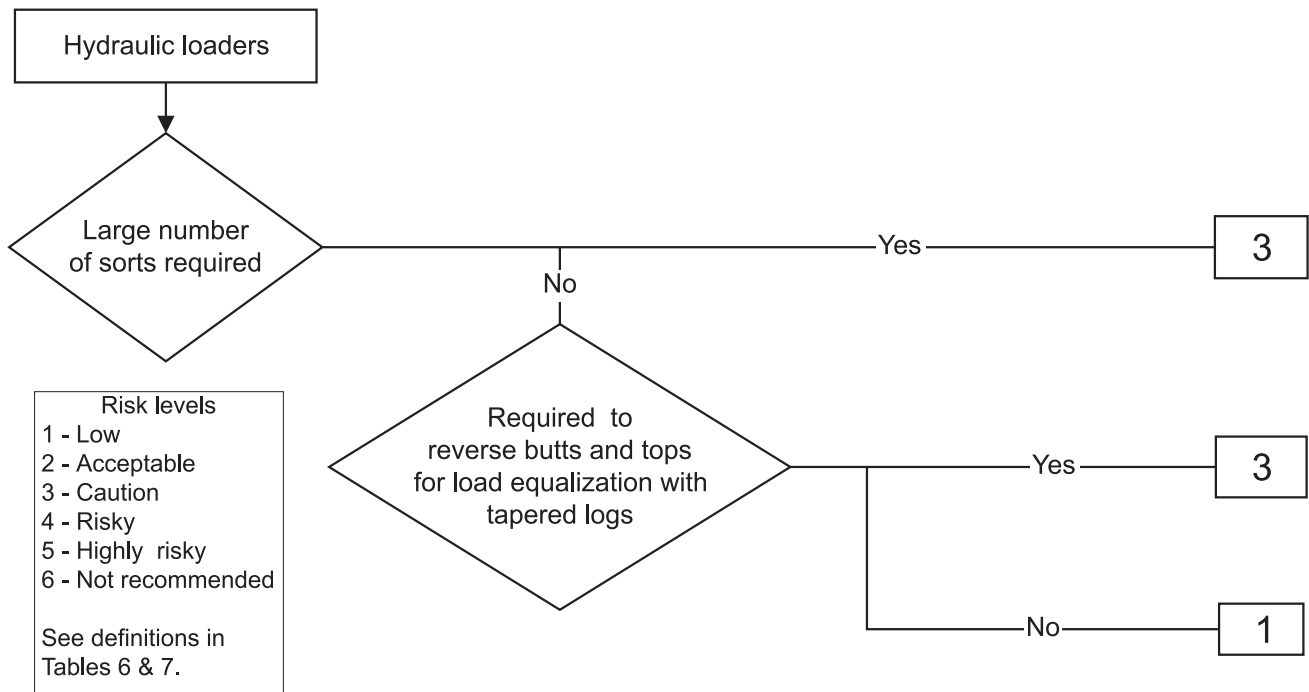 Hydraulic loaders
Large number
of sorts required
Yes
3
No
Required to
reverse butts and tops
for load equalization with
tapered logs
Yes
3
No
1
Risk levels
1 - Low
2 - Acceptable
3 - Caution
4 - Risky
5 - Highly risky
6 - Not recommended
See definitions in
Tables 6 & 7.